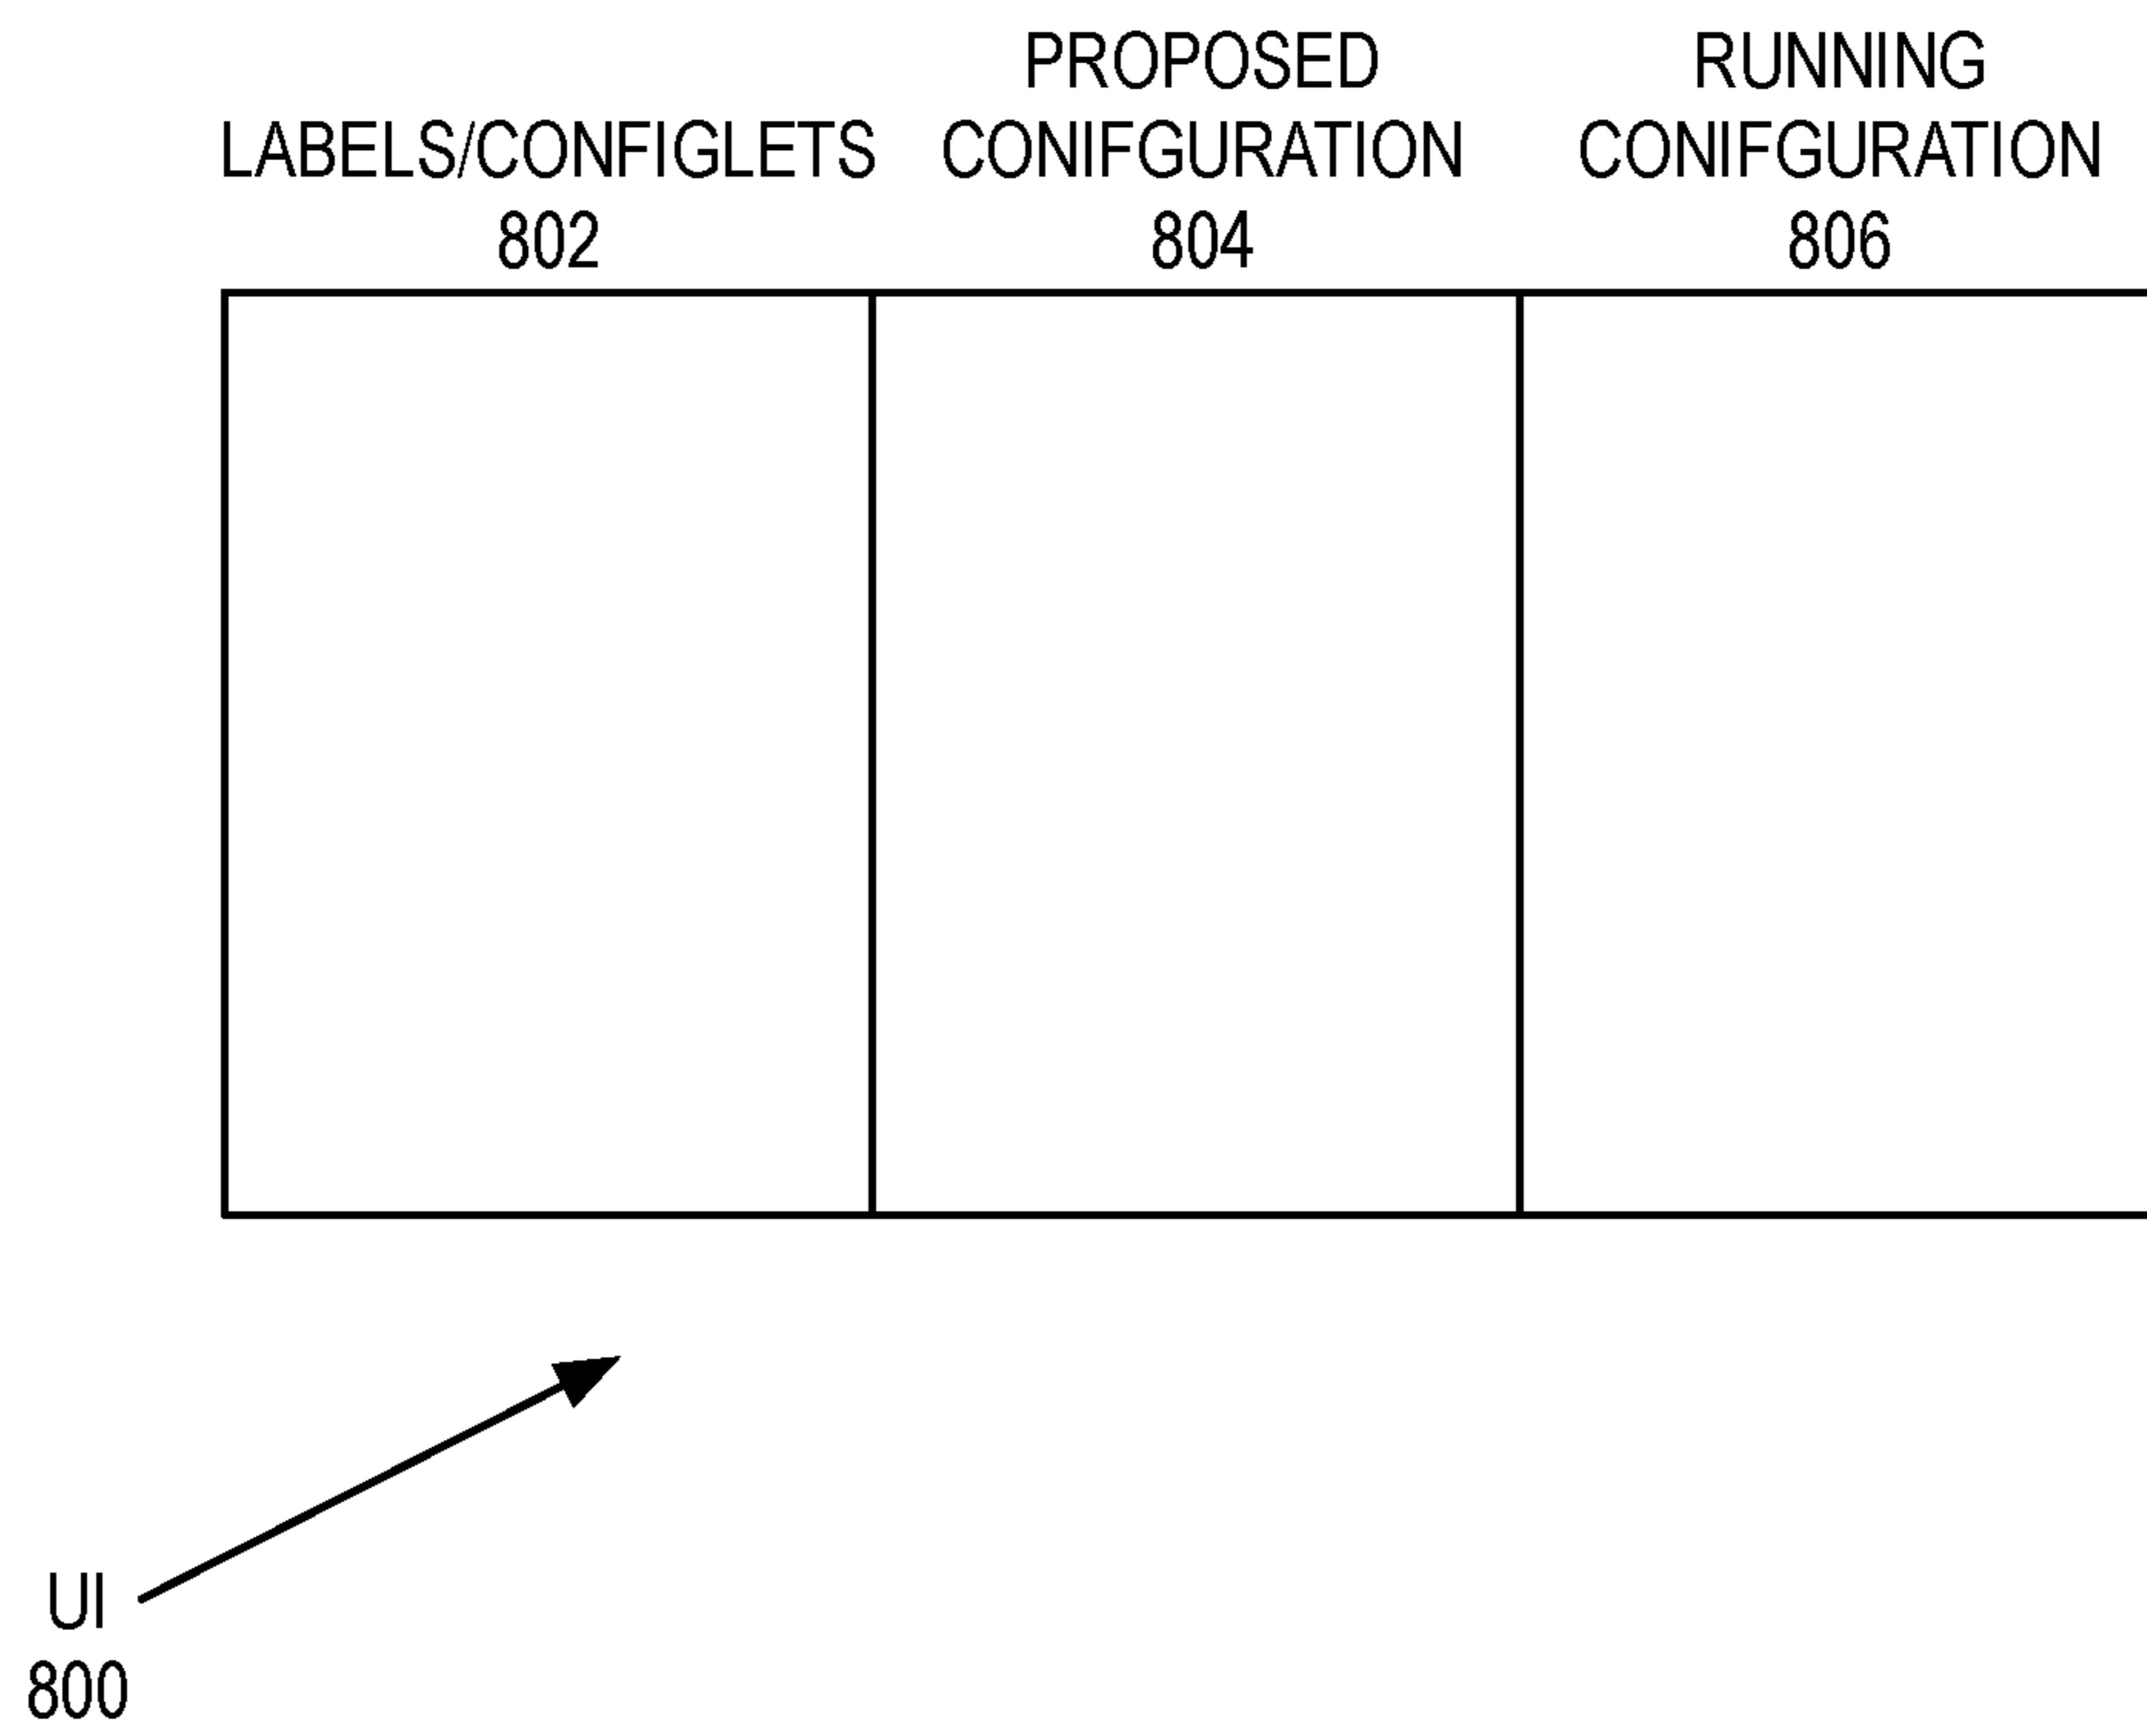 LABELS/CONFIGLETS
802
PROPOSED
CONIFGURATION
804
RUNNING
CONIFGURATION
806
UI
800